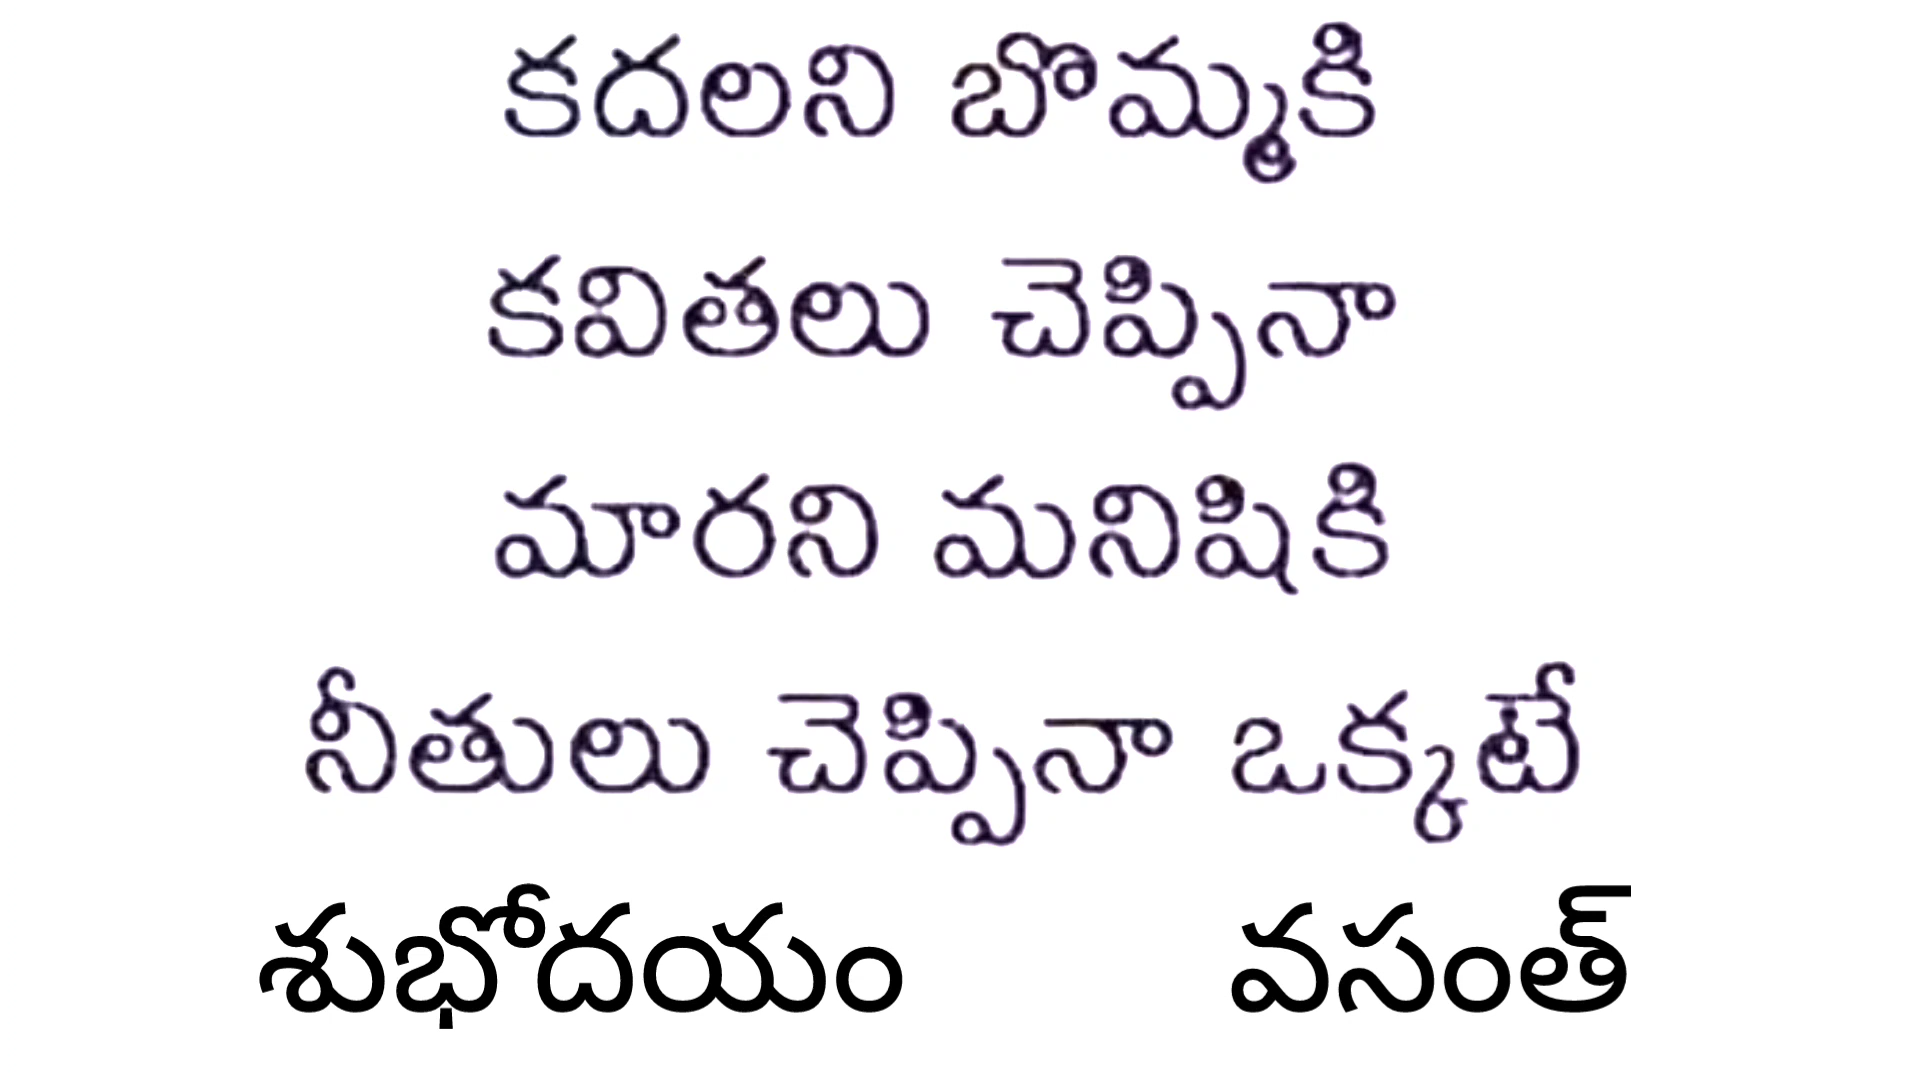 కదలని బొమ్మకి
కవితలు చెప్పినా
మారని మనిషికి
నీతులు చెప్పినా ఒక్కటే
శుభోదయం వసంత్